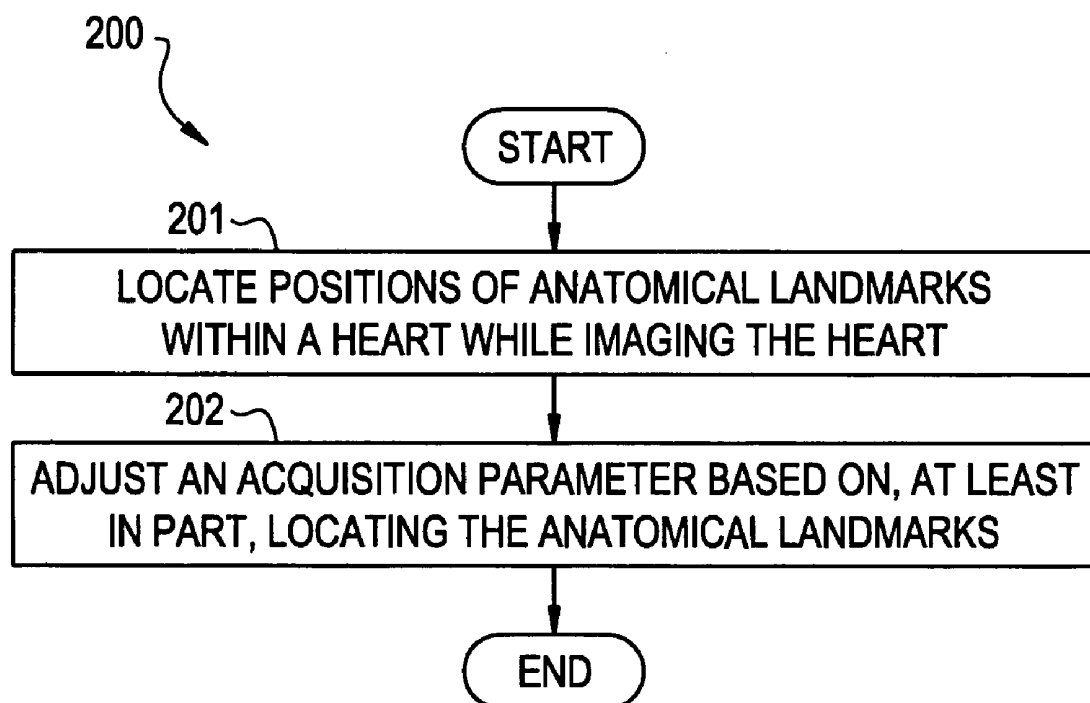 200
START
201
LOCATE POSITIONS OF ANATOMICAL LANDMARKS
WITHIN A HEART WHILE IMAGING THE HEART
202
ADJUST AN ACQUISITION PARAMETER BASED ON, AT LEAST
IN PART, LOCATING THE ANATOMICAL LANDMARKS
END